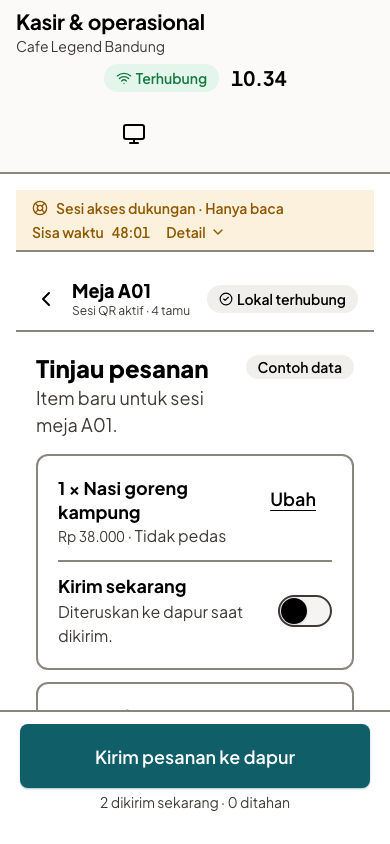 Kasir & operasional
Cafe Legend Bandung
Terhubung 10.34
Sesi akses dukungan · Hanya baca
Sisa waktu 48:01 Detail
Meja A01
Sesi QR aktif · 4 tamu
Lokal terhubung
Tinjau pesanan
Contoh data
Item baru untuk sesi
meja A01.
1 × Nasi goreng
kampung
Ubah
Rp 38.000 · Tidak pedas
Kirim sekarang
Diteruskan ke dapur saat
dikirim.
Kirim pesanan ke dapur
2 dikirim sekarang · 0 ditahan